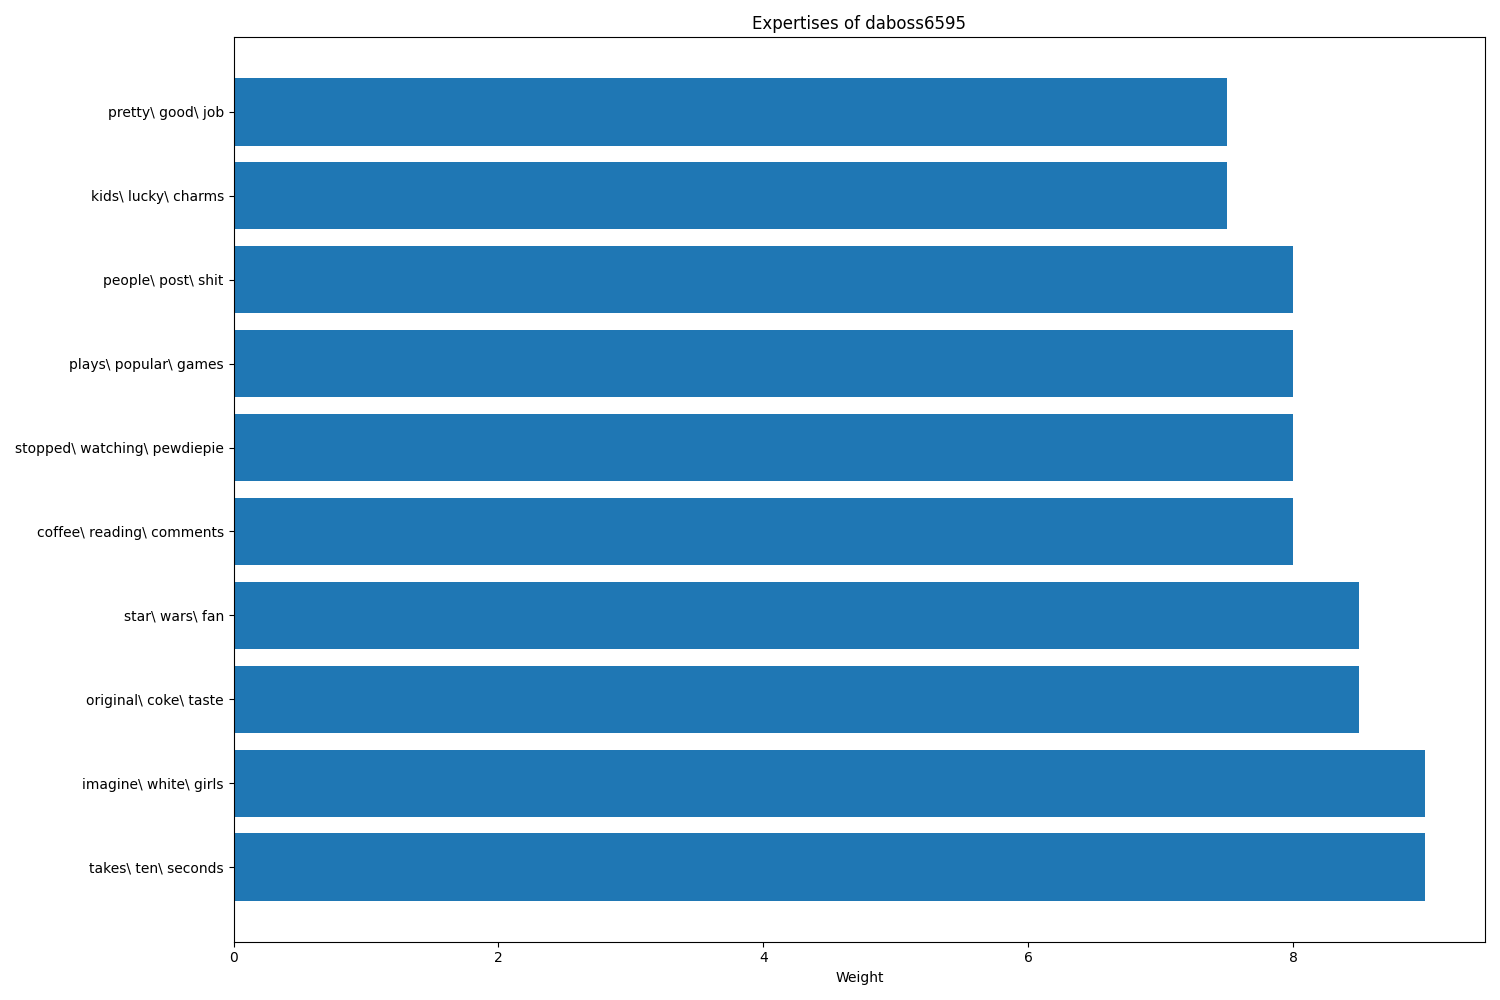 Expertises of daboss6595
pretty\ good\ job
kids\ lucky\ charms
people\ post\ shit
plays\ popular\ games
stopped\ watching\ pewdiepie
coffee\ reading\ comments
star\ wars\ fan
original\ coke\ taste
imagine\ white\ girls
takes\ ten\ seconds
0 2 4 6 8
Weight